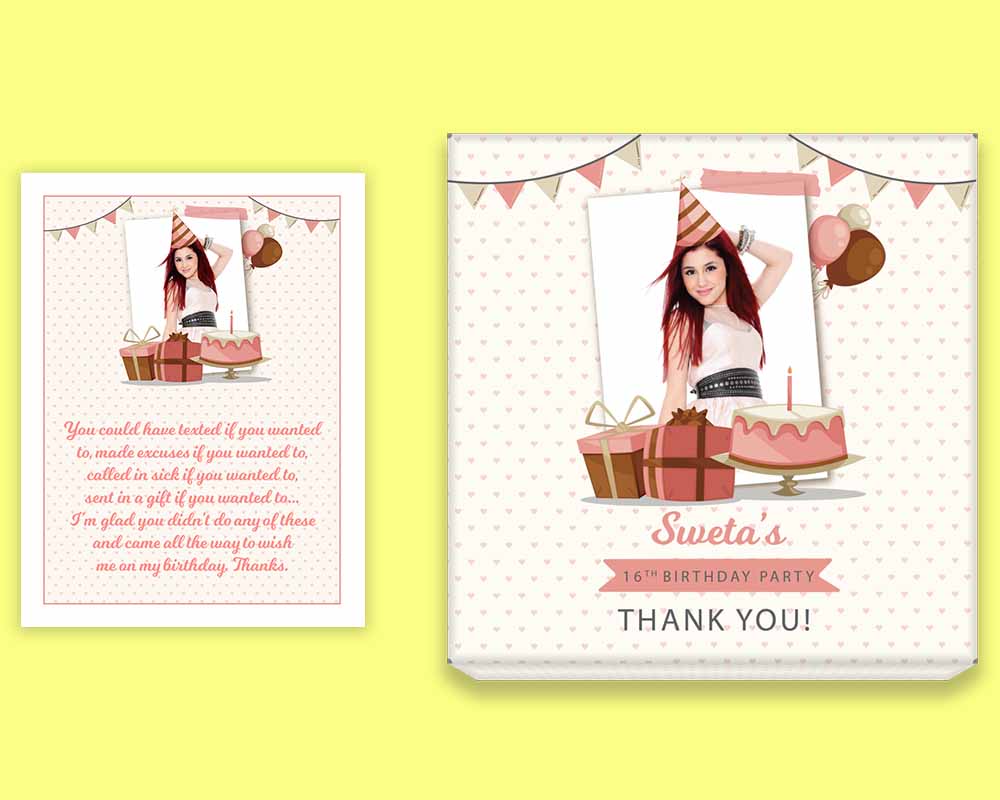 You could have texted if you wanted
to, made excuses if you wanted to,
called in sick if you wanted to,
sent in a gift if you wanted to...
I'm glad you didn't do any of these
and came all the way to wish
me on my birthday. Thanks.
Sweta's
16TH BIRTHDAY PARTY
THANK YOU!